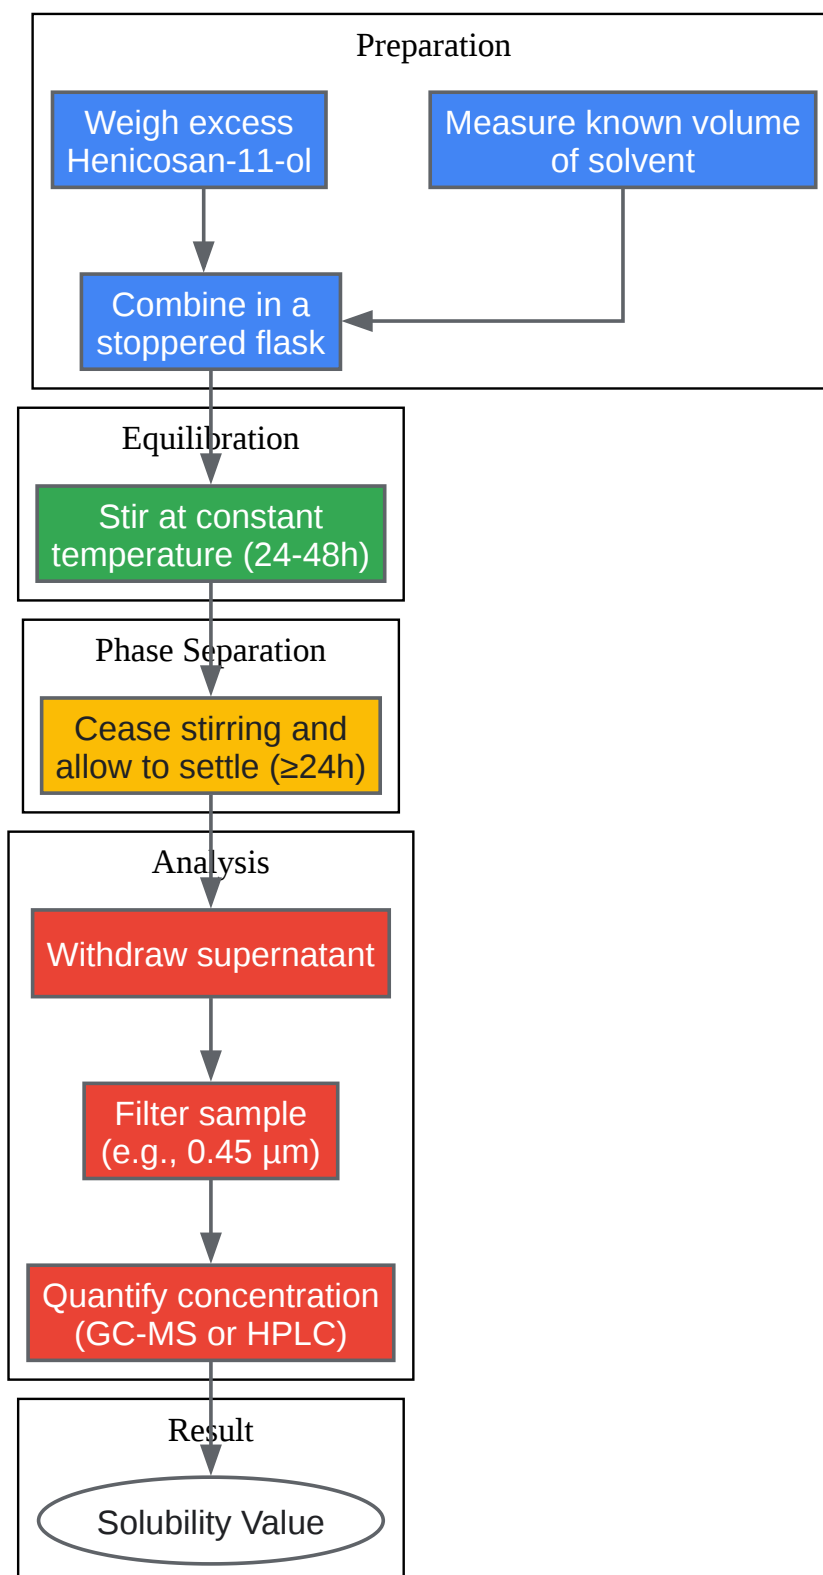 Preparation
Weigh excess
Henicosan-11-ol
Measure known volume
of solvent
Combine in a
stoppered flask
Equilibration
Stir at constant
temperature (24-48h)
Phase Separation
Cease stirring and
allow to settle (≥24h)
Analysis
Withdraw supernatant
Filter sample
(e.g., 0.45 µm)
Quantify concentration
(GC-MS or HPLC)
Result
Solubility Value